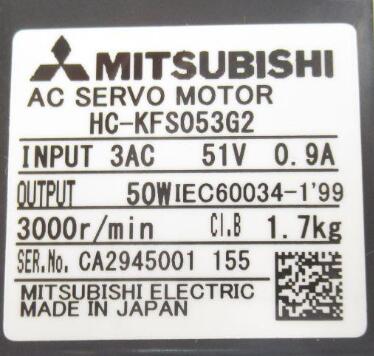 MITSUBISHI
AC SERVO MOTOR
HC-KFS053G2
INPUT 3AC 51V 0.9A
OUTPUT 50W IEC60034-1'99
3000r/min Cl.B 1.7kg
SER.No. CA2945001 155
MITSUBISHI ELECTRIC
MADE IN JAPAN